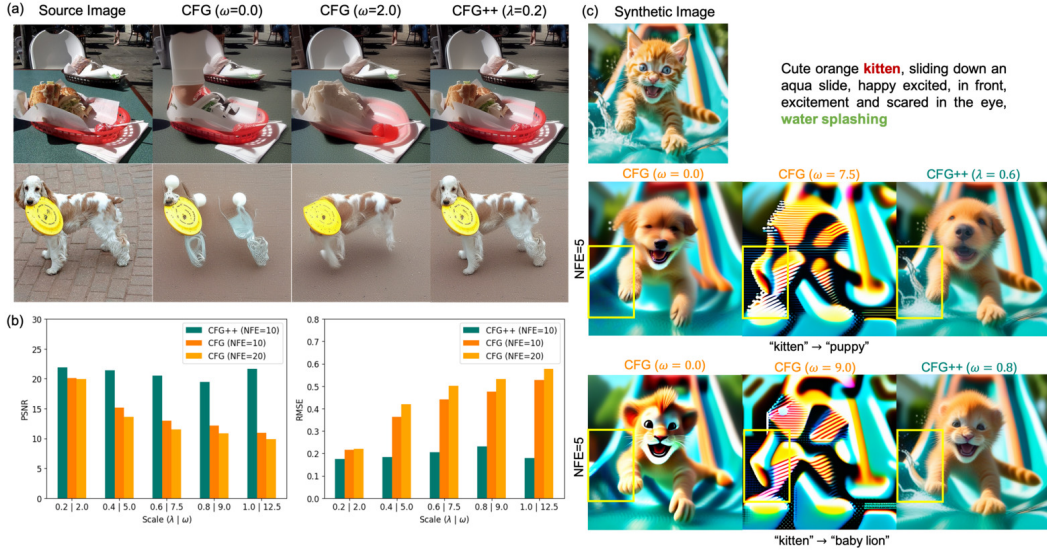 (a)
Source Image
CFG (ω=0.0)
CFG (ω=2.0)
CFG++ (λ=0.2)
(b)
30
25
20
15
10
5
0
PSNR
CFG++ (NFE=10)
CFG (NFE=10)
CFG (NFE=20)
0.2 | 2.0
0.4 | 5.0
0.6 | 7.5
0.8 | 9.0
1.0 | 12.5
Scale (λ | ω)
0.8
0.7
0.6
0.5
0.4
0.3
0.2
0.1
0.0
RMSE
CFG++ (NFE=10)
CFG (NFE=10)
CFG (NFE=20)
0.2 | 2.0
0.4 | 5.0
0.6 | 7.5
0.8 | 9.0
1.0 | 12.5
Scale (λ | ω)
(c)
Synthetic Image
Cute orange kitten, sliding down an
aqua slide, happy excited, in front,
excitement and scared in the eye,
water splashing
CFG (ω = 0.0)
CFG (ω = 7.5)
CFG++ (λ = 0.6)
NFE=5
“kitten” → “puppy”
CFG (ω = 0.0)
CFG (ω = 9.0)
CFG++ (ω = 0.8)
NFE=5
“kitten” → “baby lion”